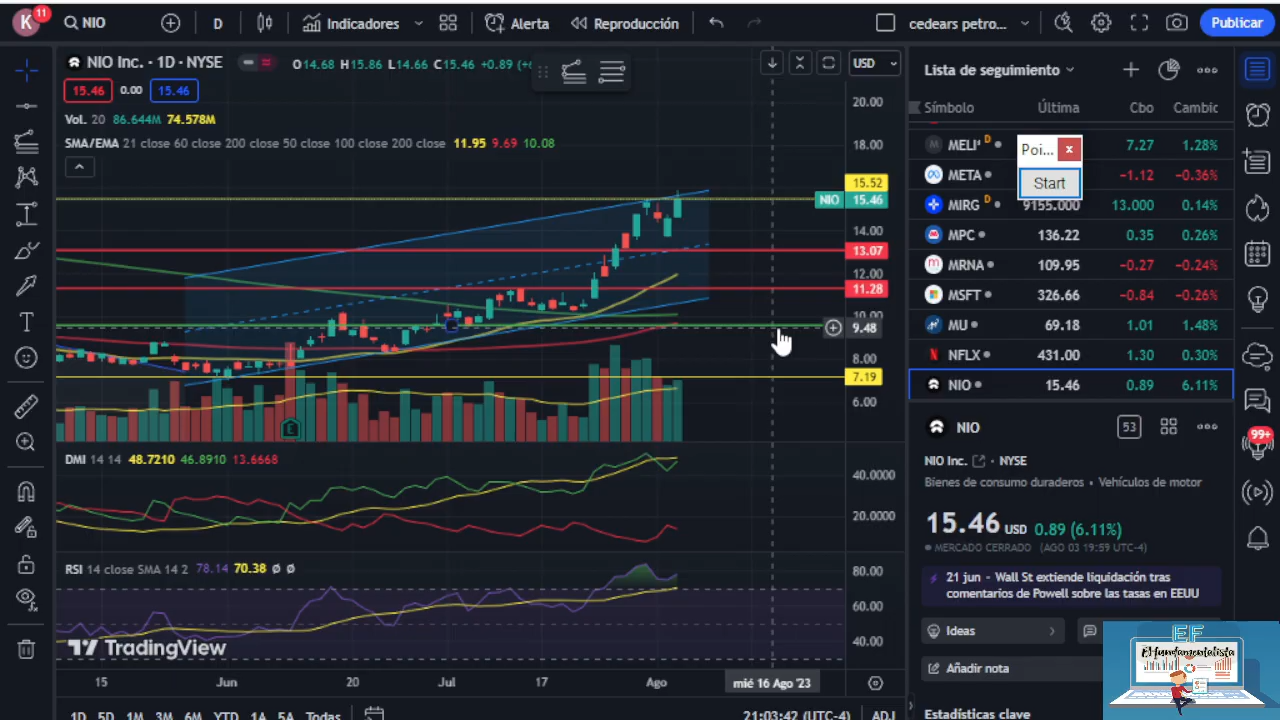 K 11 NIO D Indicadores Alerta Reproducción cedears petro... Publicar
NIO Inc. · 1D · NYSE O14.68 H15.86 L14.66 C15.46 +0.89 USD
15.46 0.00 15.46
Vol. 20 86.644M 74.578M
SMA/EMA 21 close 60 200 close 50 close 100 close 200 close 11.95 9.69 10.08
20.00
18.00
15.52
NIO 15.46
14.00
13.07
12.00
11.28
10.00
9.48
8.00
7.19
6.00
E
DMI 14 14 48.7210 46.8910 13.6668
40.0000
20.0000
RSI 14 close SMA 14 2 78.14 70.38 Ø Ø
80.00
60.00
40.00
TradingView
15 Jun 20 Jul 17 Ago mié 16 Ago '23
1D 5D 1M 3M 6M YTD 1A 5A Todas 21:03:42 (UTC-4) ADJ
Lista de seguimiento
Símbolo Última Cbo Cambic
MELI D 7.27 1.28%
META −1.12 −0.36%
MIRG D 9155.000 13.000 0.14%
MPC 136.22 0.35 0.26%
MRNA 109.95 −0.27 −0.24%
MSFT 326.66 −0.84 −0.26%
MU 69.18 1.01 1.48%
NFLX 431.00 1.30 0.30%
NIO 15.46 0.89 6.11%
Poi... x
Start
NIO 53
NIO Inc. · NYSE
Bienes de consumo duraderos • Vehículos de motor
15.46 USD 0.89 (6.11%)
MERCADO CERRADO (AGO 03 19:59 UTC-4)
21 jun - Wall St extiende liquidación tras
comentarios de Powell sobre las tasas en EEUU
Ideas
Añadir nota
Estadísticas clave
99+
EF
El fundamentalista